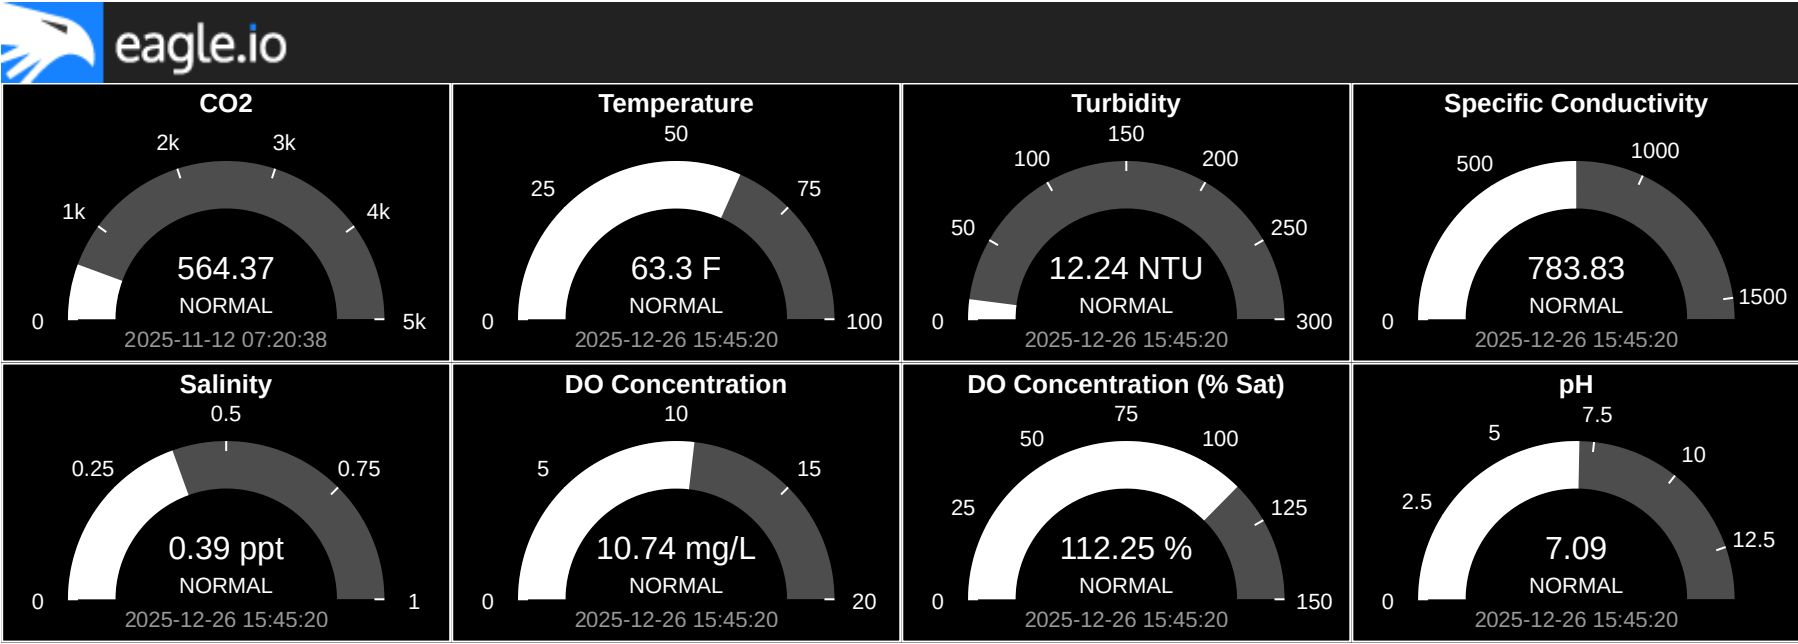 eagle.io
CO2
2k
3k
1k
4k
564.37
NORMAL
0
5k
2025-11-12 07:20:38
Temperature
50
25
75
63.3 F
NORMAL
0
100
2025-12-26 15:45:20
Turbidity
150
100
200
50
250
12.24 NTU
NORMAL
0
300
2025-12-26 15:45:20
Specific Conductivity
1000
500
783.83
1500
NORMAL
0
2025-12-26 15:45:20
Salinity
0.5
0.25
0.75
0.39 ppt
NORMAL
0
1
2025-12-26 15:45:20
DO Concentration
10
5
15
10.74 mg/L
NORMAL
0
20
2025-12-26 15:45:20
DO Concentration (% Sat)
75
50
100
25
125
112.25 %
NORMAL
0
150
2025-12-26 15:45:20
pH
7.5
5
10
2.5
12.5
7.09
NORMAL
0
2025-12-26 15:45:20